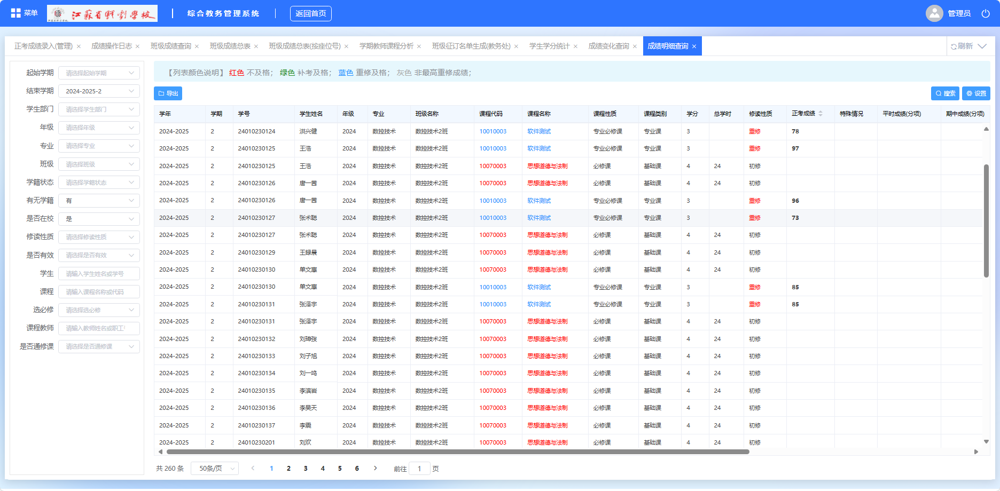 菜单 江苏省戏剧学校 综合教务管理系统 返回首页 管理员
正考成绩录入(管理) × 成绩操作日志 × 班级成绩查询 × 班级成绩总表 × 班级成绩总表(按座位号) × 学期教师课程分析 × 班级征订名单生成(教务处) × 学生学分统计 × 成绩变化查询 × 成绩明细查询 × 刷新
起始学期 请选择起始学期
结束学期 2024-2025-2
学生部门 请选择学生部门
年级 请选择年级
专业 请选择专业
班级 请选择班级
学籍状态 请选择学籍状态
有无学籍 有
是否在校 是
修读性质 请选择修读性质
是否有效 请选择是否有效
学生 请输入学生姓名或学号
课程 请输入课程名称或代码
选必修 请选择选必修
课程教师 请输入教师姓名或职工
是否通修课 请选择是否通修课
【列表颜色说明】 红色 不及格； 绿色 补考及格； 蓝色 重修及格； 灰色 非最高重修成绩；
导出 搜索 设置
学年 学期 学号 学生姓名 年级 专业 班级名称 课程代码 课程名称 课程性质 课程类别 学分 总学时 修读性质 正考成绩 特殊情况 平时成绩(分项) 期中成绩(分项)
2024-2025 2 24010230124 洪兴健 2024 数控技术 数控技术2班 10010003 软件测试 专业必修课 专业课 3 重修 78
2024-2025 2 24010230125 王浩 2024 数控技术 数控技术2班 10010003 软件测试 专业必修课 专业课 3 重修 97
2024-2025 2 24010230125 王浩 2024 数控技术 数控技术2班 10070003 思想道德与法制 必修课 基础课 4 24 初修
2024-2025 2 24010230126 唐一茜 2024 数控技术 数控技术2班 10070003 思想道德与法制 必修课 基础课 4 24 初修
2024-2025 2 24010230126 唐一茜 2024 数控技术 数控技术2班 10010003 软件测试 专业必修课 专业课 3 重修 96
2024-2025 2 24010230127 张术聪 2024 数控技术 数控技术2班 10010003 软件测试 专业必修课 专业课 3 重修 73
2024-2025 2 24010230127 张术聪 2024 数控技术 数控技术2班 10070003 思想道德与法制 必修课 基础课 4 24 初修
2024-2025 2 24010230129 王録晨 2024 数控技术 数控技术2班 10070003 思想道德与法制 必修课 基础课 4 24 初修
2024-2025 2 24010230130 单文惠 2024 数控技术 数控技术2班 10070003 思想道德与法制 必修课 基础课 4 24 初修
2024-2025 2 24010230130 单文惠 2024 数控技术 数控技术2班 10010003 软件测试 专业必修课 专业课 3 重修 85
2024-2025 2 24010230131 张泽宇 2024 数控技术 数控技术2班 10010003 软件测试 专业必修课 专业课 3 重修 85
2024-2025 2 24010230131 张泽宇 2024 数控技术 数控技术2班 10070003 思想道德与法制 必修课 基础课 4 24 初修
2024-2025 2 24010230132 刘 2024 数控技术 数控技术2班 10070003 思想道德与法制 必修课 基础课 4 24 初修
2024-2025 2 24010230133 刘子旭 2024 数控技术 数控技术2班 10070003 思想道德与法制 必修课 基础课 4 24 初修
2024-2025 2 24010230134 刘一鸣 2024 数控技术 数控技术2班 10070003 思想道德与法制 必修课 基础课 4 24 初修
2024-2025 2 24010230135 李滨岩 2024 数控技术 数控技术2班 10070003 思想道德与法制 必修课 基础课 4 24 初修
2024-2025 2 24010230136 李昊天 2024 数控技术 数控技术2班 10070003 思想道德与法制 必修课 基础课 4 24 初修
2024-2025 2 24010230137 李震 2024 数控技术 数控技术2班 10070003 思想道德与法制 必修课 基础课 4 24 初修
2024-2025 2 24010230201 刘欢 2024 数控技术 数控技术2班 10070003 思想道德与法制 必修课 基础课 4 24 初修
共 260 条 50条/页 1 2 3 4 5 6 前往 1 页